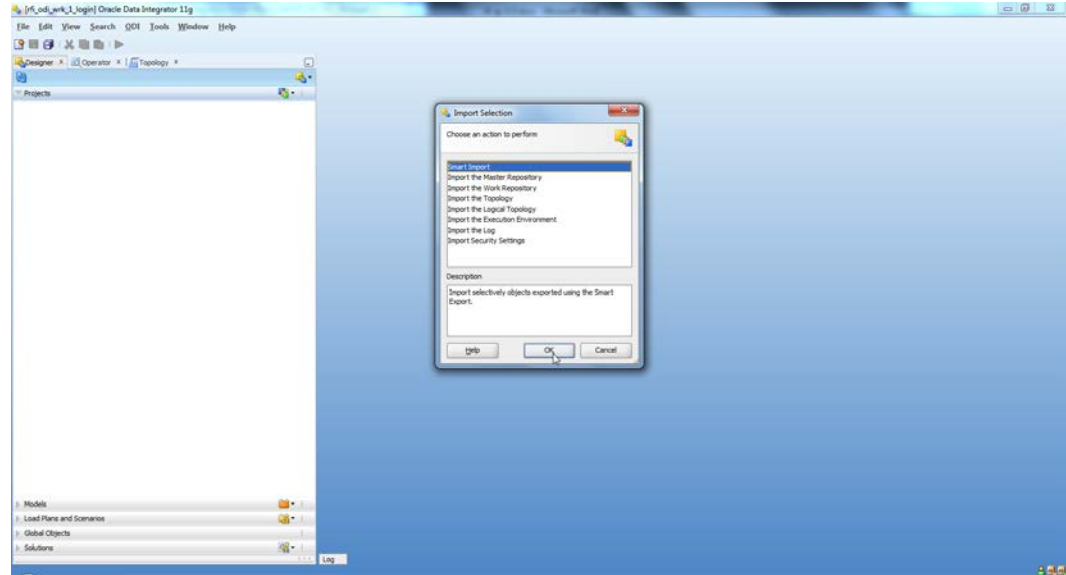 [rfi_odi_wrk_1_login] Oracle Data Integrator 11g
File Edit View Search ODI Tools Window Help
Designer Operator Topology
Projects
Import Selection
Choose an action to perform
Smart Import
Import the Master Repository
Import the Work Repository
Import the Topology
Import the Logical Topology
Import the Execution Environment
Import the Log
Import Security Settings
Description
Import selectively objects exported using the Smart
Export.
Help OK Cancel
Models
Load Plans and Scenarios
Global Objects
Solutions
Log